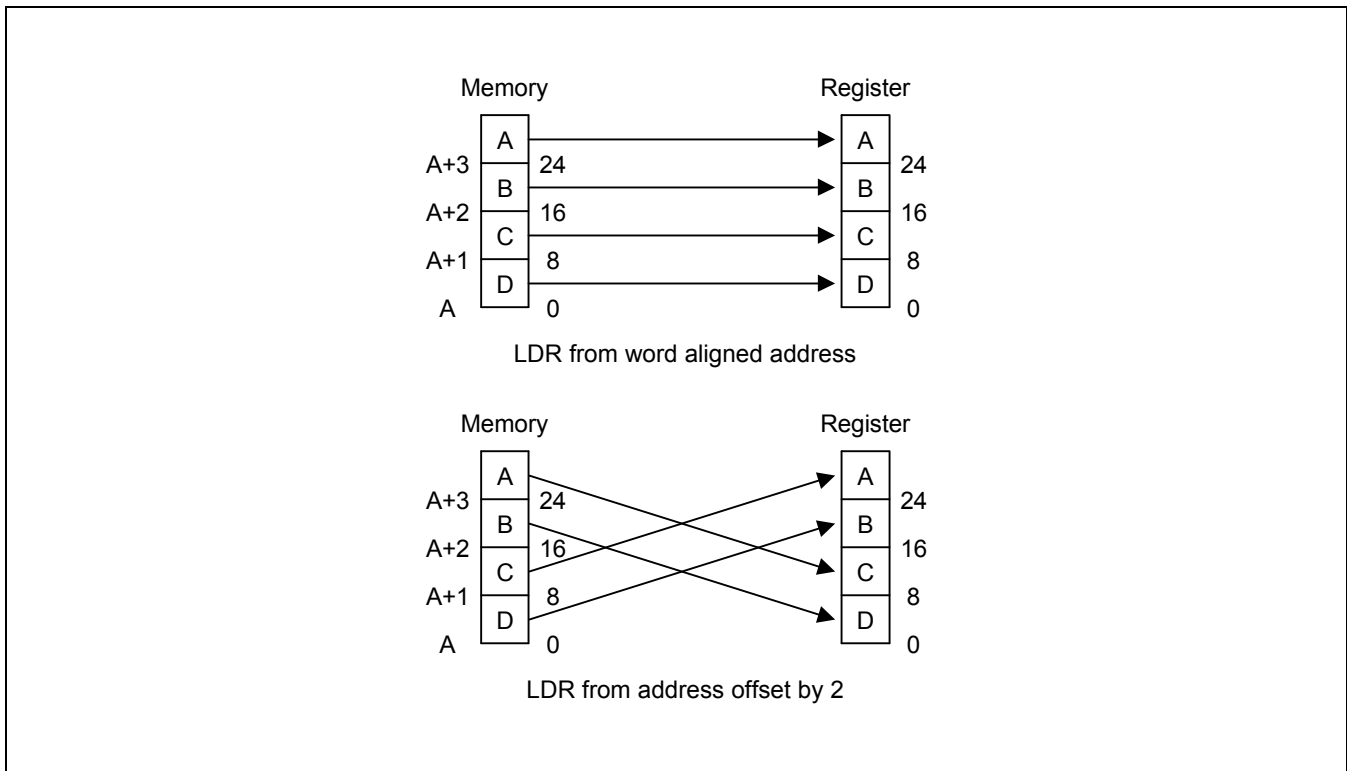 Memory Register
A A
A+3 24 24
B B
A+2 16 16
C C
A+1 8 8
D D
A 0 0
LDR from word aligned address
Memory Register
A A
A+3 24 24
B B
A+2 16 16
C C
A+1 8 8
D D
A 0 0
LDR from address offset by 2